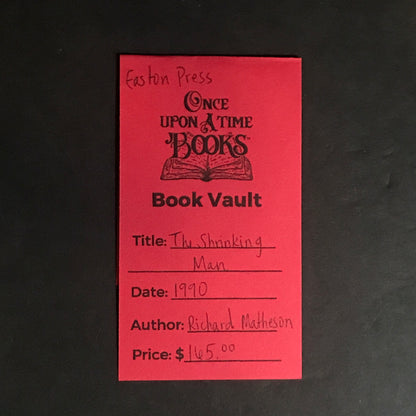 Easton Press
Once
Upon A Time
Books
Book Vault
Title: The Shrinking
Man
Date: 1990
Author: Richard Matheson
Price: $165.00